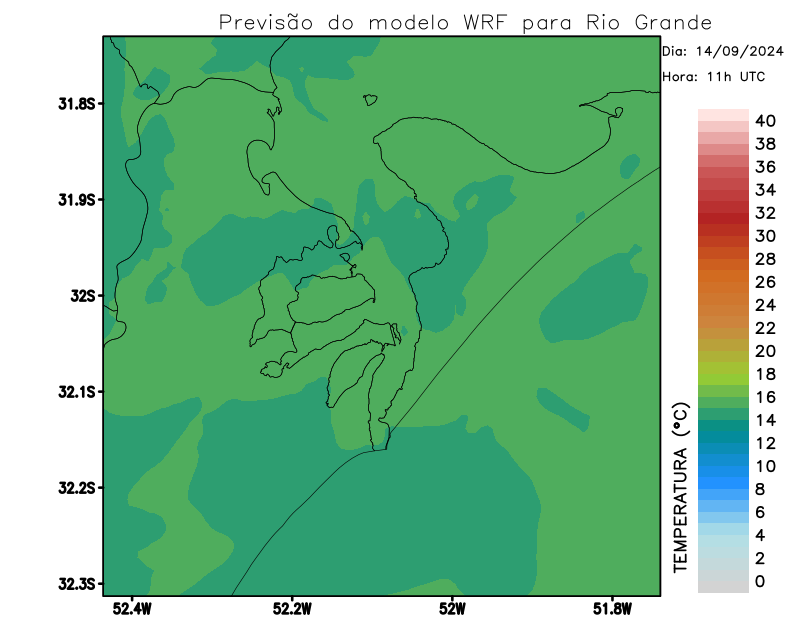 Previsão do modelo WRF para Rio Grande
Dia: 14/09/2024
Hora: 11h UTC
31.8S
31.9S
32S
32.1S
32.2S
32.3S
52.4W
52.2W
52W
51.8W
TEMPERATURA (°C)
40
38
36
34
32
30
28
26
24
22
20
18
16
14
12
10
8
6
4
2
0